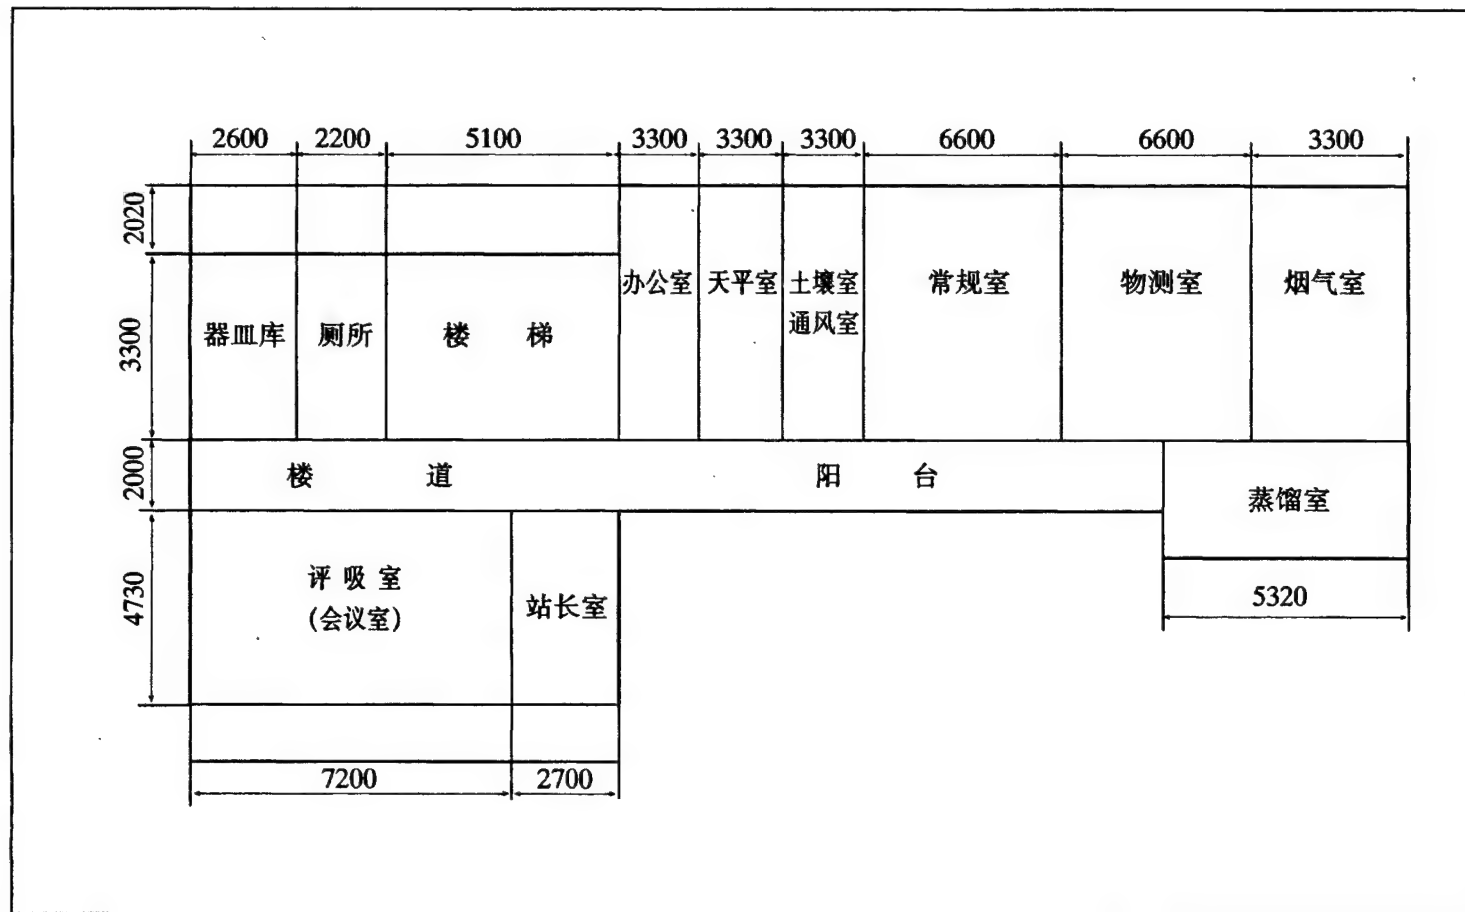 2600 2200 5100 3300 3300 3300 6600 6600 3300
2020
办公室 天平室 土壤室 常规室 物测室 烟气室
通风室
3300
器皿库 厕所 楼 梯
2000
楼 道 阳 台
蒸馏室
4730
评 吸 室
(会议室)
站长室
5320
7200 2700